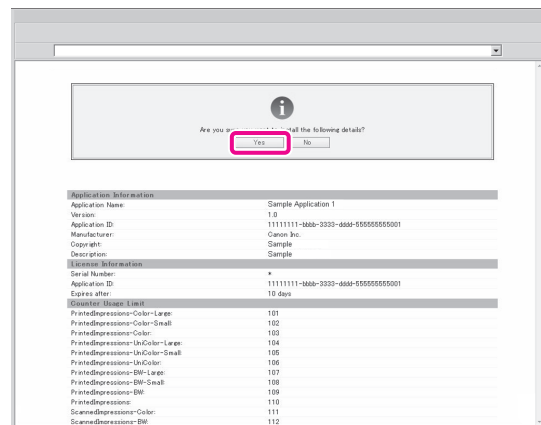 i
Are you sure you want to install the following details?
Yes No
Application Information
Application Name: Sample Application 1
Version: 1.0
Application ID: 11111111-bbbb-3333-dddd-555555555001
Manufacturer: Canon Inc.
Copyright: Sample
Description: Sample
License Information
Serial Number: *
Application ID: 11111111-bbbb-3333-dddd-555555555001
Expires after: 10 days
Counter Usage Limit
PrintedImpressions-Color-Large: 101
PrintedImpressions-Color-Small 102
PrintedImpressions-Color: 103
PrintedImpressions-UniColor-Large: 104
PrintedImpressions-UniColor-Small 105
PrintedImpressions-UniColor: 106
PrintedImpressions-BW-Large: 107
PrintedImpressions-BW-Small 108
PrintedImpressions-BW: 109
PrintedImpressions: 110
ScannedImpressions-Color: 111
ScannedImpressions-BW: 112